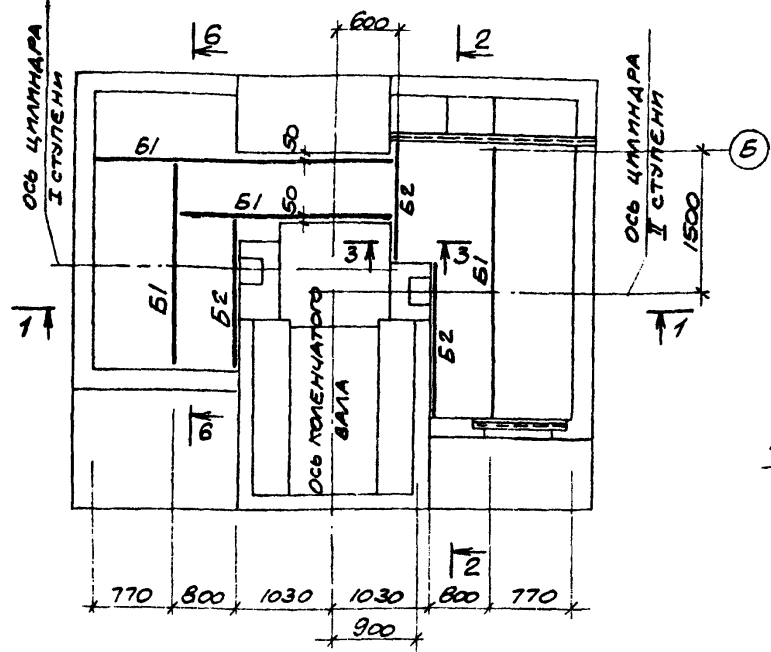 6
600
2
ОСЬ ЦИЛИНДРА
I СТУПЕНИ
Б1
50
Б
Б1
50
Б2
ОСЬ ЦИЛИНДРА
II СТУПЕНИ
1500
3
3
Б1
Б2
Б1
1
1
Б2
ОСЬ КОЛЕНЧАТОГО
ВАЛА
6
2
770
800
1030
1030
800
770
900